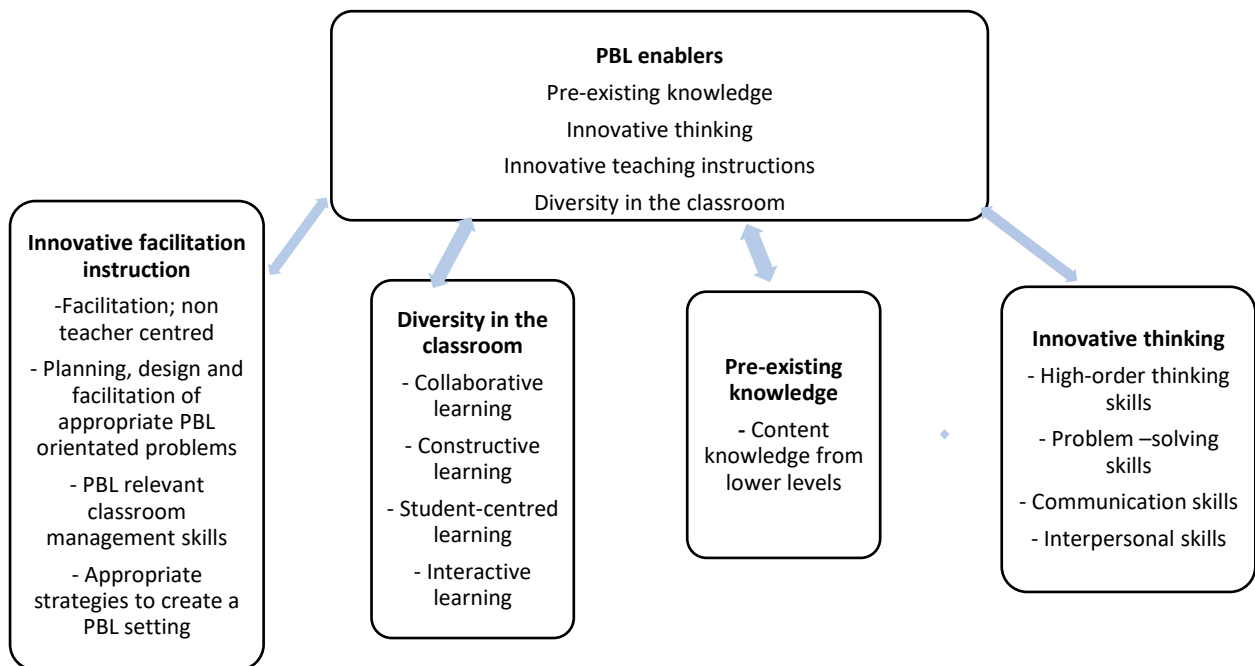 PBL enablers
Pre-existing knowledge
Innovative thinking
Innovative teaching instructions
Diversity in the classroom
Innovative facilitation
instruction
-Facilitation; non
teacher centred
- Planning, design and
facilitation of
appropriate PBL
orientated problems
- PBL relevant
classroom
management skills
- Appropriate
strategies to create a
PBL setting
Diversity in the
classroom
- Collaborative
learning
- Constructive
learning
- Student-centred
learning
- Interactive
learning
Pre-existing
knowledge
- Content
knowledge from
lower levels
Innovative thinking
- High-order thinking
skills
- Problem –solving
skills
- Communication skills
- Interpersonal skills